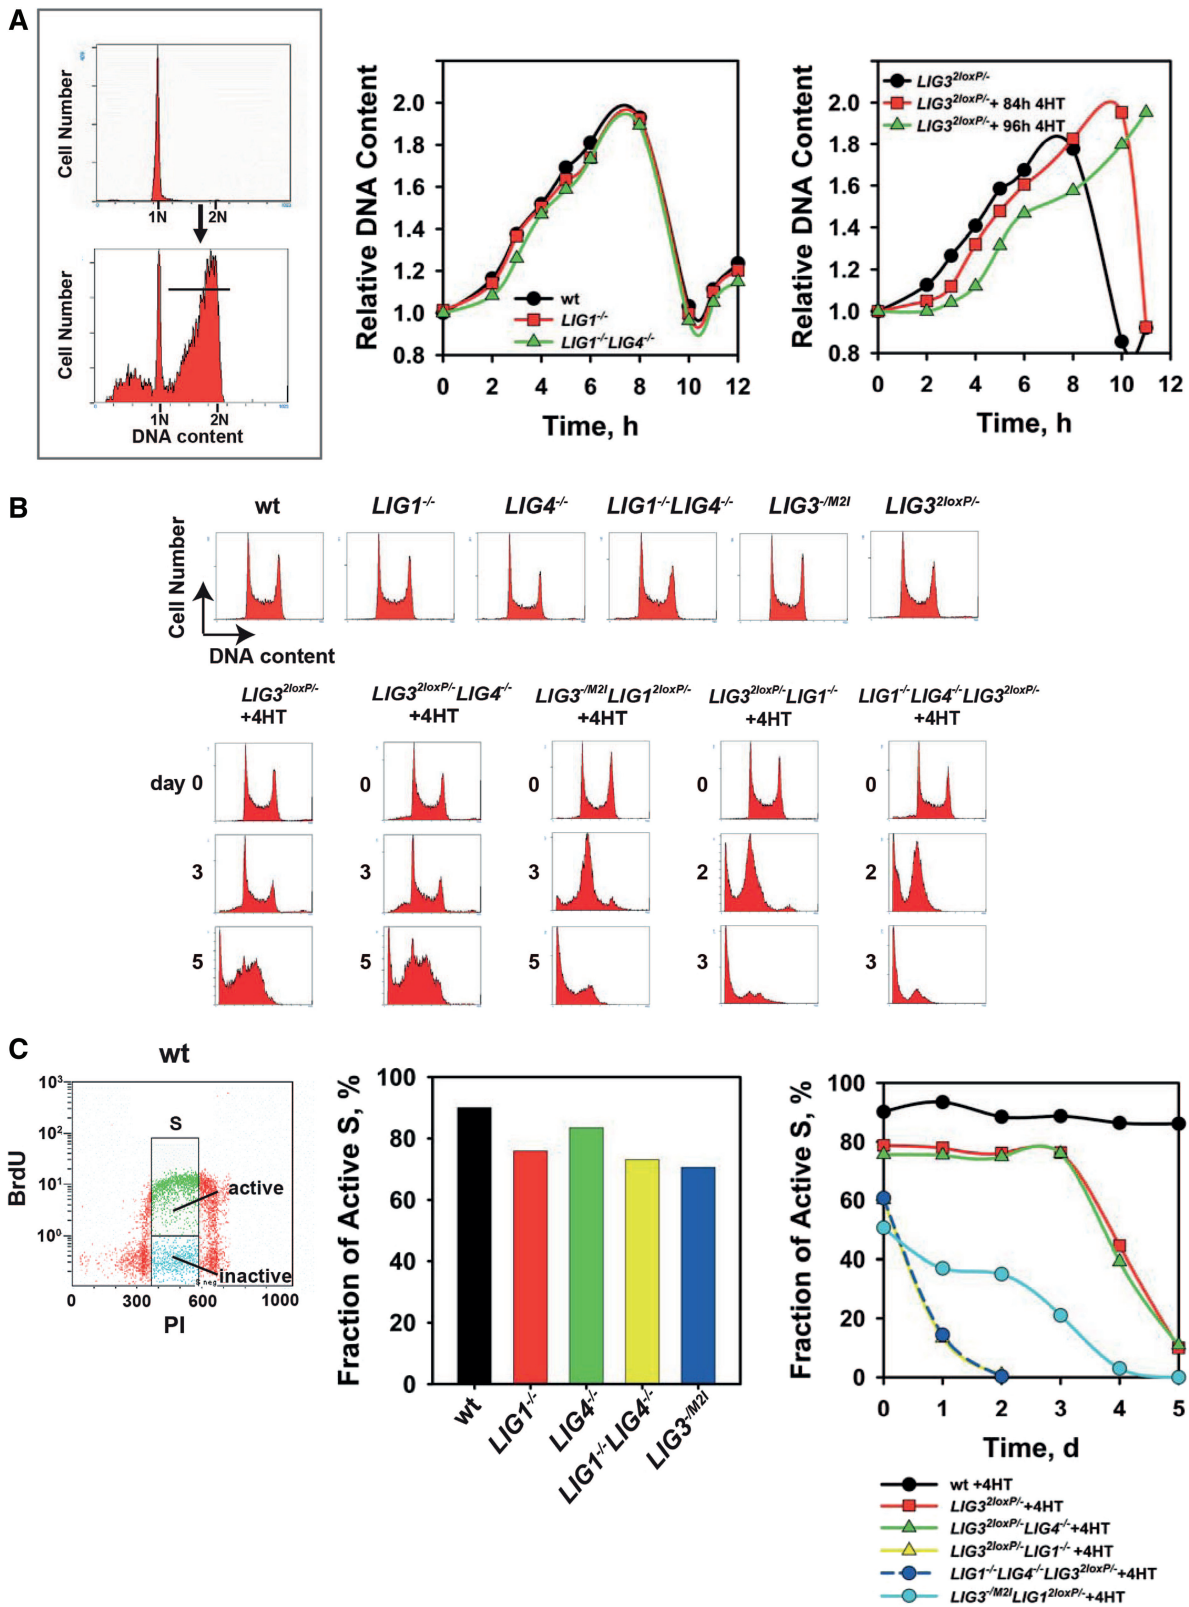 A
Cell Number
1N 2N
Cell Number
1N 2N
DNA content
Relative DNA Content
2.0
1.8
1.6
1.4
1.2
1.0
0.8
wt
LIG1-/-
LIG1-/-LIG4-/-
0 2 4 6 8 10 12
Time, h
Relative DNA Content
2.0
1.8
1.6
1.4
1.2
1.0
0.8
LIG32loxP/-
LIG32loxP/-+ 84h 4HT
LIG32loxP/-+ 96h 4HT
0 2 4 6 8 10 12
Time, h
B
wt LIG1-/- LIG4-/- LIG1-/-LIG4-/- LIG3-/M2I LIG32loxP/-
Cell Number
DNA content
LIG32loxP/- LIG32loxP/-LIG4-/- LIG3-/M2ILIG12loxP/- LIG32loxP/-LIG1-/- LIG1-/-LIG4-/-LIG32loxP/-
+4HT +4HT +4HT +4HT +4HT
day 0 0 0 0 0
3 3 3 2 2
5 5 5 3 3
C
wt
BrdU
103
102
101
100
S
active
inactive
S neg
0 300 600 1000
PI
Fraction of Active S, %
100
80
60
40
20
0
wt LIG1-/- LIG4-/- LIG1-/-LIG4-/- LIG3-/M2I
Fraction of Active S, %
100
80
60
40
20
0
0 1 2 3 4 5
Time, d
wt +4HT
LIG32loxP/-+4HT
LIG32loxP/-LIG4-/-+4HT
LIG32loxP/-LIG1-/-+4HT
LIG1-/-LIG4-/-LIG32loxP/-+4HT
LIG3-/M2ILIG12loxP/-+4HT